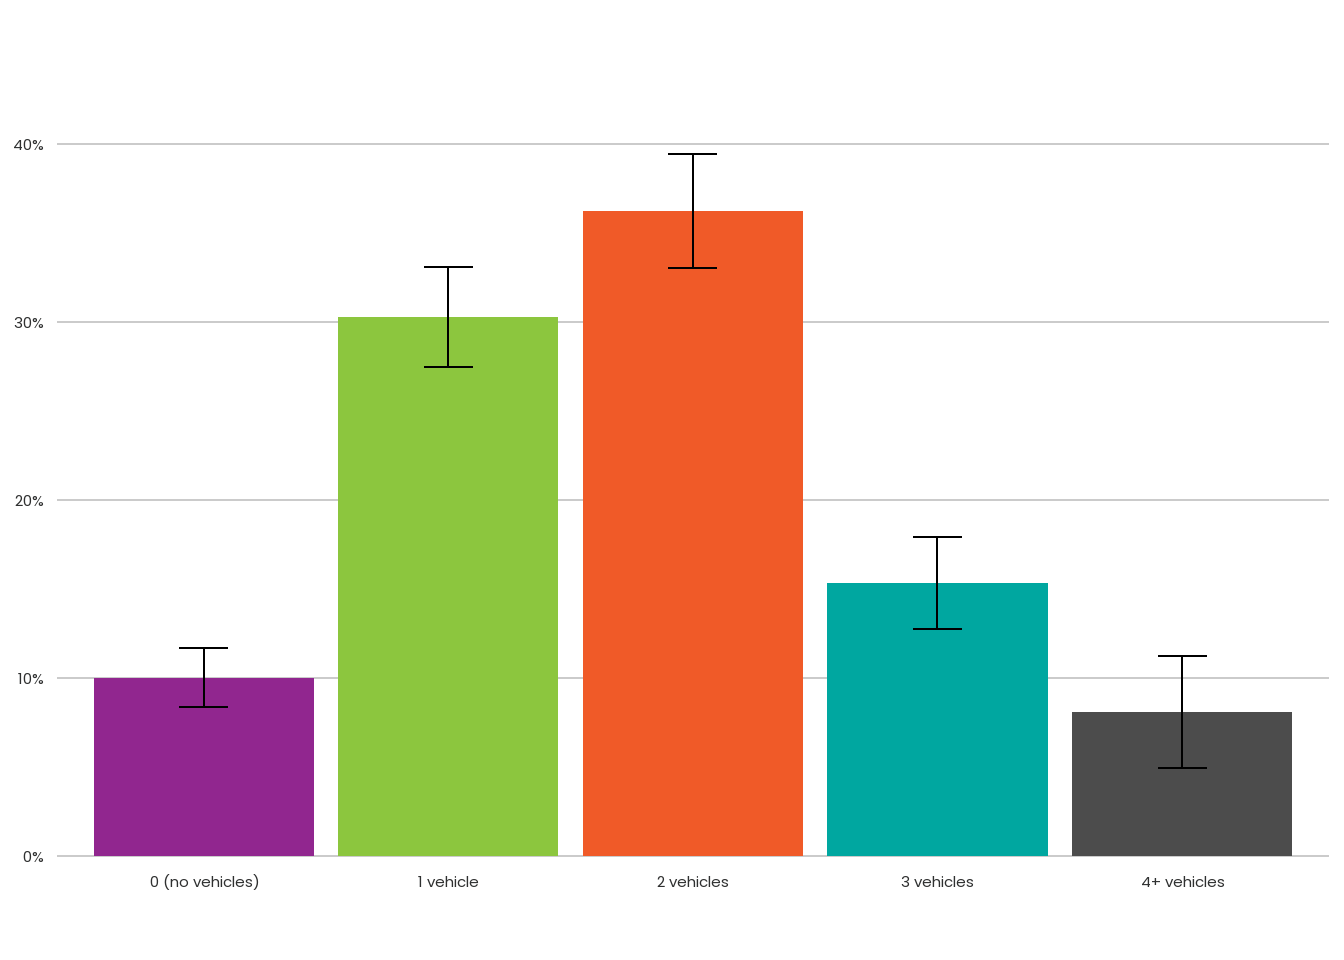 40%
30%
20%
10%
0%
0 (no vehicles)
1 vehicle
2 vehicles
3 vehicles
4+ vehicles